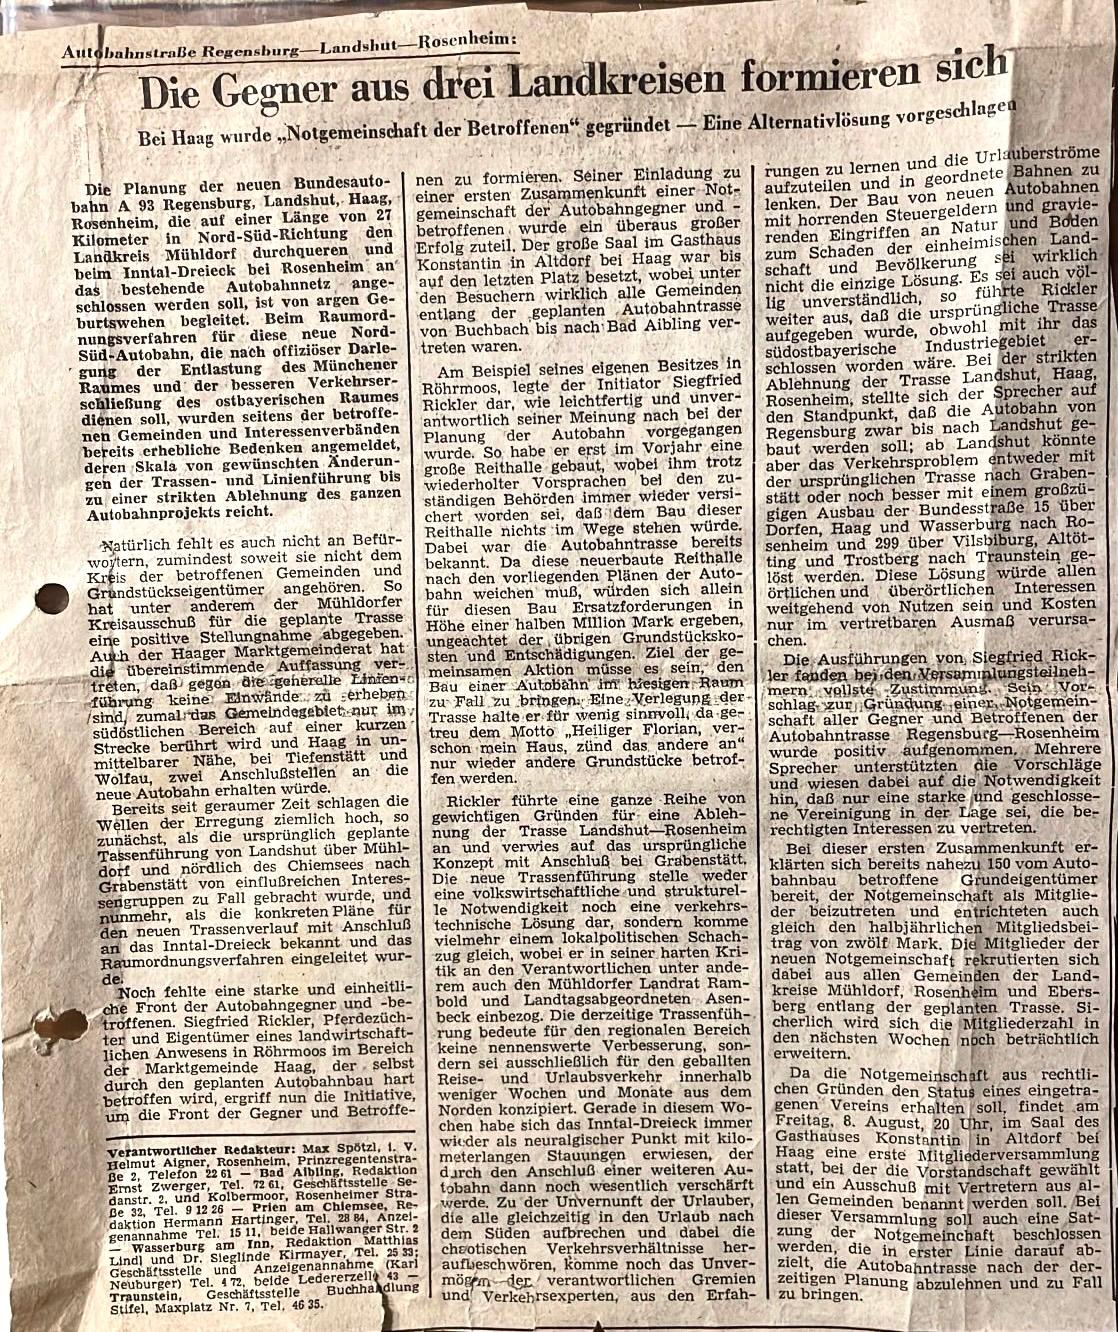 Autobahnstraße Regensburg—Landshut—Rosenheim:
Die Gegner aus drei Landkreisen formieren sich
Bei Haag wurde „Notgemeinschaft der Betroffenen“ gegründet — Eine Alternativlösung vorgeschlagen
Die Planung der neuen Bundesauto-
bahn A 93 Regensburg, Landshut, Haag,
Rosenheim, die auf einer Länge von 27
Kilometer in Nord-Süd-Richtung den
Landkreis Mühldorf durchqueren und
beim Inntal-Dreieck bei Rosenheim an
das bestehende Autobahnnetz ange-
schlossen werden soll, ist von argen Ge-
burtswehen begleitet. Beim Raumord-
nungsverfahren für diese neue Nord-
Süd-Autobahn, die nach offiziöser Darle-
gung der Entlastung des Münchener
Raumes und der besseren Verkehrser-
schließung des ostbayerischen Raumes
dienen soll, wurden seitens der betroffe-
nen Gemeinden und Interessenverbänden
bereits erhebliche Bedenken angemeldet,
deren Skala von gewünschten Änderun-
gen der Trassen- und Linienführung bis
zu einer strikten Ablehnung des ganzen
Autobahnprojekts reicht.
Natürlich fehlt es auch nicht an Befür-
wortern, zumindest soweit sie nicht dem
Kreis der betroffenen Gemeinden und
Grundstückseigentümer angehören. So
hat unter anderem der Mühldorfer
Kreisausschuß für die geplante Trasse
eine positive Stellungnahme abgegeben.
Auch der Haager Marktgemeinderat hat
die übereinstimmende Auffassung ver-
treten, daß gegen die generelle Linien-
führung keine Einwände zu erheben
sind, zumal das Gemeindegebiet nur im
südöstlichen Bereich auf einer kurzen
Strecke berührt wird und Haag in un-
mittelbarer Nähe, bei Tiefenstätt und
Wolfau, zwei Anschlußstellen an die
neue Autobahn erhalten würde.
Bereits seit geraumer Zeit schlagen die
Wellen der Erregung ziemlich hoch, so
zunächst, als die ursprünglich geplante
Tassenführung von Landshut über Mühl-
dorf und nördlich des Chiemsees nach
Grabenstätt von einflußreichen Interes-
sengruppen zu Fall gebracht wurde, und
nunmehr, als die konkreten Pläne für
den neuen Trassenverlauf mit Anschluß
an das Inntal-Dreieck bekannt und das
Raumordnungsverfahren eingeleitet wur-
de.
Noch fehlte eine starke und einheitli-
che Front der Autobahngegner und -be-
troffenen. Siegfried Rickler, Pferdezüch-
ter und Eigentümer eines landwirtschaft-
lichen Anwesens in Röhrmoos im Bereich
der Marktgemeinde Haag, der selbst
durch den geplanten Autobahnbau hart
betroffen wird, ergriff nun die Initiative,
um die Front der Gegner und Betroffe-
Verantwortlicher Redakteur: Max Spötzl, i. V.
Helmut Aigner, Rosenheim, Prinzregentenstra-
ße 2, Telefon 22 61 — Bad Aibling, Redaktion
Ernst Zwerger, Tel. 72 61, Geschäftsstelle Se-
danstr. 2, und Kolbermoor, Rosenheimer Stra-
ße 32, Tel. 9 12 26 — Prien am Chiemsee, Re-
daktion Hermann Hartinger, Tel. 28 84, Anzei-
genannahme Tel. 15 11, beide Hallwanger Str. 2
— Wasserburg am Inn, Redaktion Matthias
Lindl und Dr. Sieglinde Kirmayer, Tel. 25 33;
Geschäftsstelle und Anzeigenannahme (Karl
Neuburger) Tel. 4 72, beide Ledererzeile 43 —
Traunstein, Geschäftsstelle Buchhandlung
Stifel, Maxplatz Nr. 7, Tel. 46 35.
nen zu formieren. Seiner Einladung zu
einer ersten Zusammenkunft einer Not-
gemeinschaft der Autobahngegner und -
betroffenen wurde ein überaus großer
Erfolg zuteil. Der große Saal im Gasthaus
Konstantin in Altdorf bei Haag war bis
auf den letzten Platz besetzt, wobei unter
den Besuchern wirklich alle Gemeinden
entlang der geplanten Autobahntrasse
von Buchbach bis nach Bad Aibling ver-
treten waren.
Am Beispiel seines eigenen Besitzes in
Röhrmoos, legte der Initiator Siegfried
Rickler dar, wie leichtfertig und unver-
antwortlich seiner Meinung nach bei der
Planung der Autobahn vorgegangen
wurde. So habe er erst im Vorjahr eine
große Reithalle gebaut, wobei ihm trotz
wiederholter Vorsprachen bei den zu-
ständigen Behörden immer wieder versi-
chert worden sei, daß dem Bau dieser
Reithalle nichts im Wege stehen würde.
Dabei war die Autobahntrasse bereits
bekannt. Da diese neuerbaute Reithalle
nach den vorliegenden Plänen der Auto-
bahn weichen muß, würden sich allein
für diesen Bau Ersatzforderungen in
Höhe einer halben Million Mark ergeben,
ungeachtet der übrigen Grundstücksko-
sten und Entschädigungen. Ziel der ge-
meinsamen Aktion müsse es sein, den
Bau einer Autobahn im hiesigen Raum
zu Fall zu bringen. Eine Verlegung der
Trasse halte er für wenig sinnvoll, da ge-
treu dem Motto „Heiliger Florian, ver-
schon mein Haus, zünd das andere an“
nur wieder andere Grundstücke betrof-
fen werden.
Rickler führte eine ganze Reihe von
gewichtigen Gründen für eine Ableh-
nung der Trasse Landshut—Rosenheim
an und verwies auf das ursprüngliche
Konzept mit Anschluß bei Grabenstätt.
Die neue Trassenführung stelle weder
eine volkswirtschaftliche und strukturel-
le Notwendigkeit noch eine verkehrs-
technische Lösung dar, sondern komme
vielmehr einem lokalpolitischen Schach-
zug gleich, wobei er in seiner harten Kri-
tik an den Verantwortlichen unter ande-
rem auch den Mühldorfer Landrat Ram-
bold und Landtagsabgeordneten Asen-
beck einbezog. Die derzeitige Trassenfüh-
rung bedeute für den regionalen Bereich
keine nennenswerte Verbesserung, son-
dern sei ausschließlich für den geballten
Reise- und Urlaubsverkehr innerhalb
weniger Wochen und Monate aus dem
Norden konzipiert. Gerade in diesem Wo-
chen habe sich das Inntal-Dreieck immer
wieder als neuralgischer Punkt mit kilo-
meterlangen Stauungen erwiesen, der
durch den Anschluß einer weiteren Au-
tobahn dann noch wesentlich verschärft
werde. Zu der Unvernunft der Urlauber,
die alle gleichzeitig in den Urlaub nach
dem Süden aufbrechen und dabei die
chaotischen Verkehrsverhältnisse her-
aufbeschwören, komme noch das Unver-
mögen der verantwortlichen Gremien
und Verkehrsexperten, aus den Erfah-
rungen zu lernen und die Urlauberströme
aufzuteilen und in geordnete Bahnen zu
lenken. Der Bau von neuen Autobahnen
mit horrenden Steuergeldern und gravie-
renden Eingriffen an Natur und Boden
zum Schaden der einheimischen Land-
schaft und Bevölkerung sei wirklich
nicht die einzige Lösung. Es sei auch völ-
lig unverständlich, so führte Rickler
weiter aus, daß die ursprüngliche Trasse
aufgegeben wurde, obwohl mit ihr das
südostbayerische Industriegebiet er-
schlossen worden wäre. Bei der strikten
Ablehnung der Trasse Landshut, Haag,
Rosenheim, stellte sich der Sprecher auf
den Standpunkt, daß die Autobahn von
Regensburg zwar bis nach Landshut ge-
baut werden soll; ab Landshut könnte
aber das Verkehrsproblem entweder mit
der ursprünglichen Trasse nach Graben-
stätt oder noch besser mit einem großzü-
gigen Ausbau der Bundesstraße 15 über
Dorfen, Haag und Wasserburg nach Ro-
senheim und 299 über Vilsbiburg, Altöt-
ting und Trostberg nach Traunstein ge-
löst werden. Diese Lösung würde allen
örtlichen und überörtlichen Interessen
weitgehend von Nutzen sein und Kosten
nur im vertretbaren Ausmaß verursa-
chen.
Die Ausführungen von Siegfried Rick-
ler fanden bei den Versammlungsteilneh-
mern vollste Zustimmung. Sein Vor-
schlag zur Gründung einer Notgemein-
schaft aller Gegner und Betroffenen der
Autobahntrasse Regensburg—Rosenheim
wurde positiv aufgenommen. Mehrere
Sprecher unterstützten die Vorschläge
und wiesen dabei auf die Notwendigkeit
hin, daß nur eine starke und geschlosse-
ne Vereinigung in der Lage sei, die be-
rechtigten Interessen zu vertreten.
Bei dieser ersten Zusammenkunft er-
klärten sich bereits nahezu 150 vom Auto-
bahnbau betroffene Grundeigentümer
bereit, der Notgemeinschaft als Mitglie-
der beizutreten und entrichteten auch
gleich den halbjährlichen Mitgliedsbei-
trag von zwölf Mark. Die Mitglieder der
neuen Notgemeinschaft rekrutierten sich
dabei aus allen Gemeinden der Land-
kreise Mühldorf, Rosenheim und Ebers-
berg entlang der geplanten Trasse. Si-
cherlich wird sich die Mitgliederzahl in
den nächsten Wochen noch beträchtlich
erweitern.
Da die Notgemeinschaft aus rechtli-
chen Gründen den Status eines eingetra-
genen Vereins erhalten soll, findet am
Freitag, 8. August, 20 Uhr, im Saal des
Gasthauses Konstantin in Altdorf bei
Haag eine erste Mitgliederversammlung
statt, bei der die Vorstandschaft gewählt
und ein Ausschuß mit Vertretern aus al-
len Gemeinden benannt werden soll. Bei
dieser Versammlung soll auch eine Sat-
zung der Notgemeinchaft beschlossen
werden, die in erster Linie darauf ab-
zielt, die Autobahntrasse nach der der-
zeitigen Planung abzulehnen und zu Fall
zu bringen.